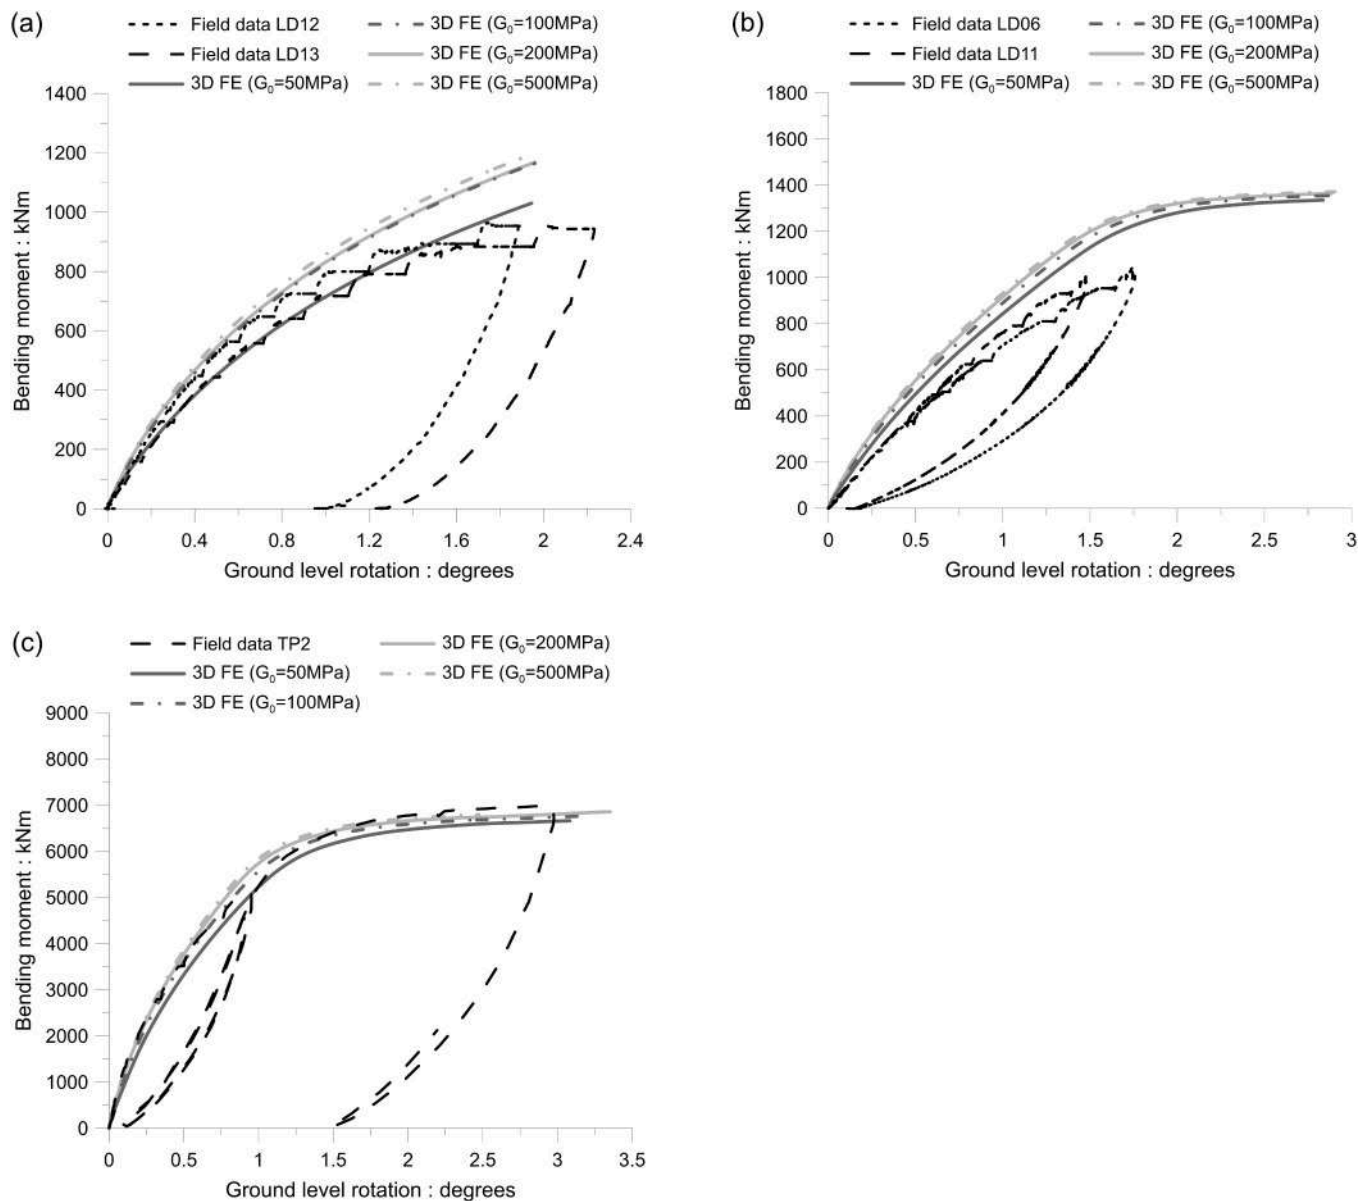 (a)
Field data LD12
3D FE (G₀=100MPa)
Field data LD13
3D FE (G₀=200MPa)
3D FE (G₀=50MPa)
3D FE (G₀=500MPa)
1400
1200
1000
800
600
400
200
0
Bending moment : kNm
0 0.4 0.8 1.2 1.6 2 2.4
Ground level rotation : degrees
(b)
Field data LD06
3D FE (G₀=100MPa)
Field data LD11
3D FE (G₀=200MPa)
3D FE (G₀=50MPa)
3D FE (G₀=500MPa)
1800
1600
1400
1200
1000
800
600
400
200
0
Bending moment : kNm
0 0.5 1 1.5 2 2.5 3
Ground level rotation : degrees
(c)
Field data TP2
3D FE (G₀=200MPa)
3D FE (G₀=50MPa)
3D FE (G₀=500MPa)
3D FE (G₀=100MPa)
9000
8000
7000
6000
5000
4000
3000
2000
1000
0
Bending moment : kNm
0 0.5 1 1.5 2 2.5 3 3.5
Ground level rotation : degrees